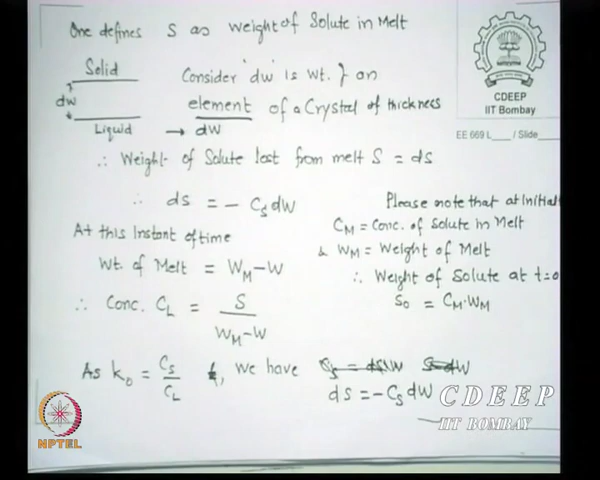 One defines S as weight of Solute in Melt
Solid
Consider 'dw' is wt. of an
dw
element of a Crystal of thickness
Liquid → dW
CDEEP
IIT Bombay
EE 669 L___ / Slide___
∴ Weight of Solute lost from melt S = ds
∴ ds = - Cs dW
Please note that at Initial
CM = Conc. of Solute in Melt
At this Instant of time
& WM = Weight of Melt
Wt. of Melt = WM-W
∴ Weight of Solute at t=0
∴ Conc. CL = S / WM-W
S0 = CM.WM
As k0 = Cs / CL , we have
ds = -Cs dW
CDEEP
IIT BOMBAY
NPTEL